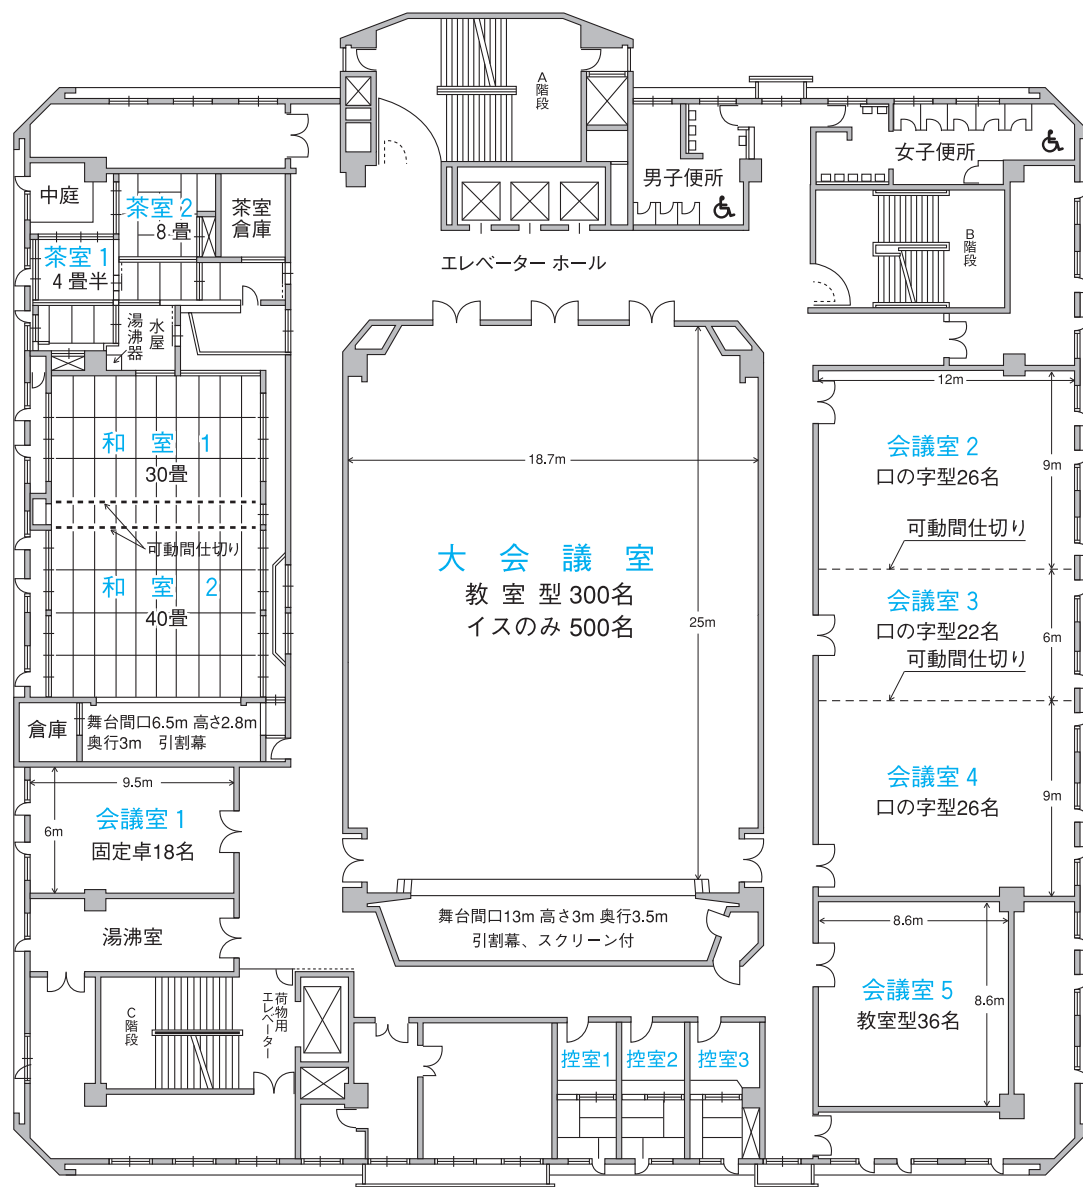 A階段
男子便所
女子便所
中庭
茶室2
8畳
茶室
倉庫
茶室1
4畳半
エレベーター ホール
B階段
湯沸器
水屋
12m
和室1
30畳
18.7m
会議室2
口の字型26名
9m
可動間仕切り
可動間仕切り
大会議室
教室型300名
イスのみ500名
和室2
40畳
25m
会議室3
口の字型22名
6m
可動間仕切り
倉庫
舞台間口6.5m 高さ2.8m
奥行3m 引割幕
9.5m
会議室4
口の字型26名
9m
6m
会議室1
固定卓18名
舞台間口13m 高さ3m 奥行3.5m
引割幕、スクリーン付
8.6m
湯沸室
会議室5
教室型36名
8.6m
C階段
荷物用
エレベーター
控室1
控室2
控室3